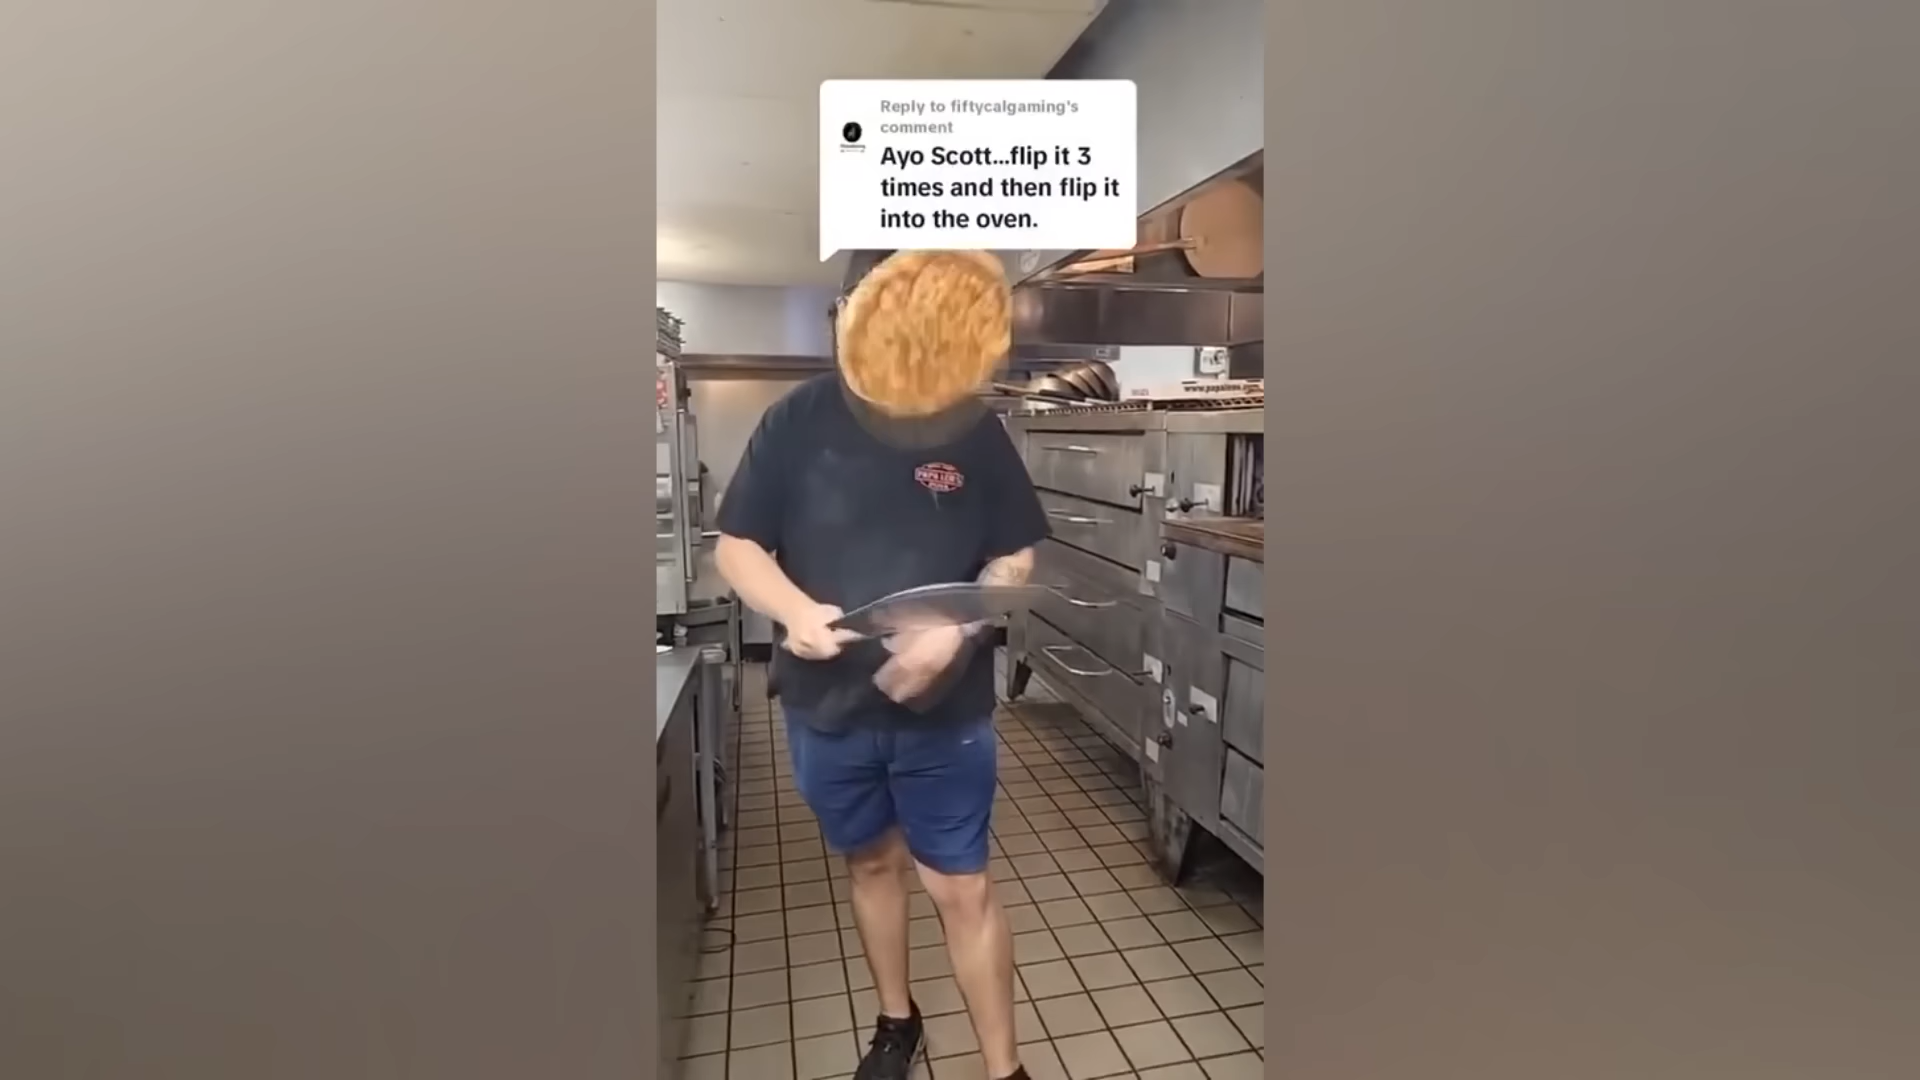 Reply to fiftycalgaming's
comment
Ayo Scott...flip it 3
times and then flip it
into the oven.